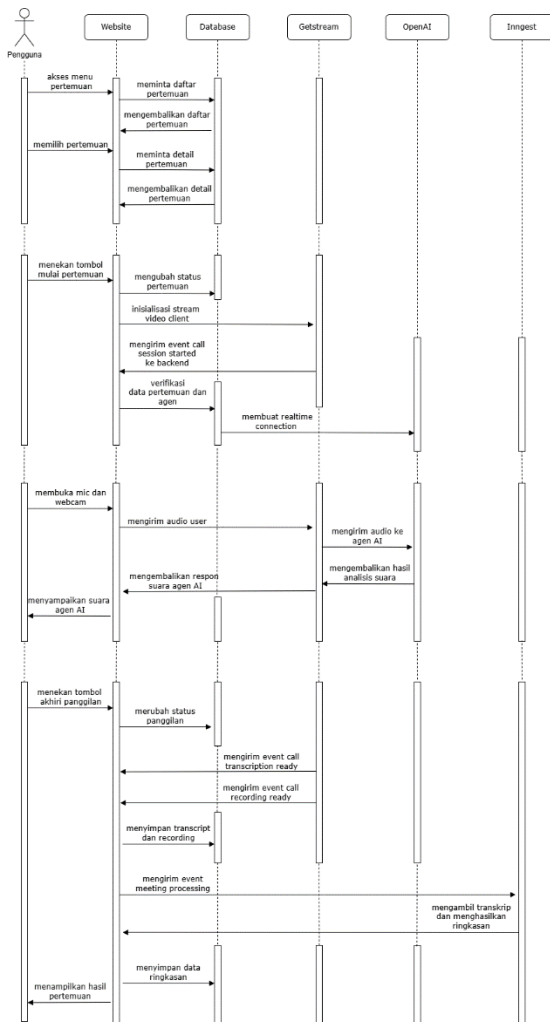 Website
Database
Getstream
OpenAI
Inngest
Pengguna
akses menu
pertemuan
meminta daftar
pertemuan
mengembalikan daftar
pertemuan
memilih pertemuan
meminta detail
pertemuan
mengembalikan detail
pertemuan
menekan tombol
mulai pertemuan
mengubah status
pertemuan
inisialisasi stream
video client
mengirim event call
session started
ke backend
verifikasi
data pertemuan dan
agen
membuat realtime
connection
membuka mic dan
webcam
mengirim audio user
mengirim audio ke
agen AI
mengembalikan hasil
analisis suara
mengembalikan respon
suara agen AI
menyampaikan suara
agen AI
menekan tombol
akhiri panggilan
merubah status
panggilan
mengirim event call
transcription ready
mengirim event call
recording ready
menyimpan transcript
dan recording
mengirim event
meeting processing
mengambil transkrip
dan menghasilkan
ringkasan
menyimpan data
ringkasan
menampilkan hasil
pertemuan